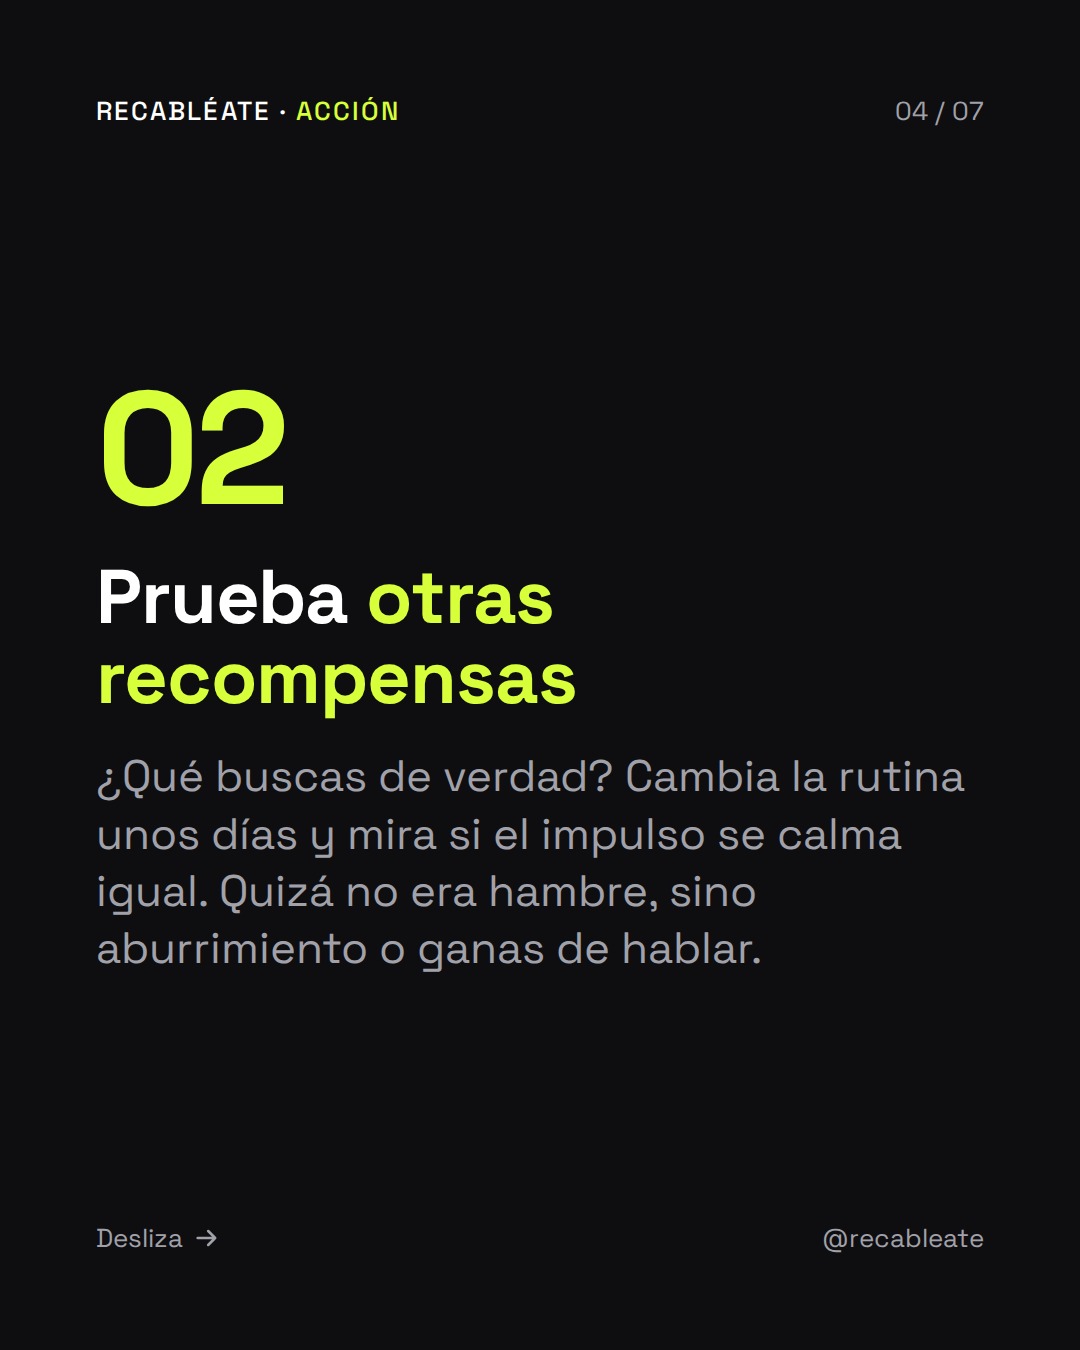 RECABLÉATE · ACCIÓN
04 / 07
02
Prueba otras
recompensas
¿Qué buscas de verdad? Cambia la rutina
unos días y mira si el impulso se calma
igual. Quizá no era hambre, sino
aburrimiento o ganas de hablar.
Desliza →
@recableate